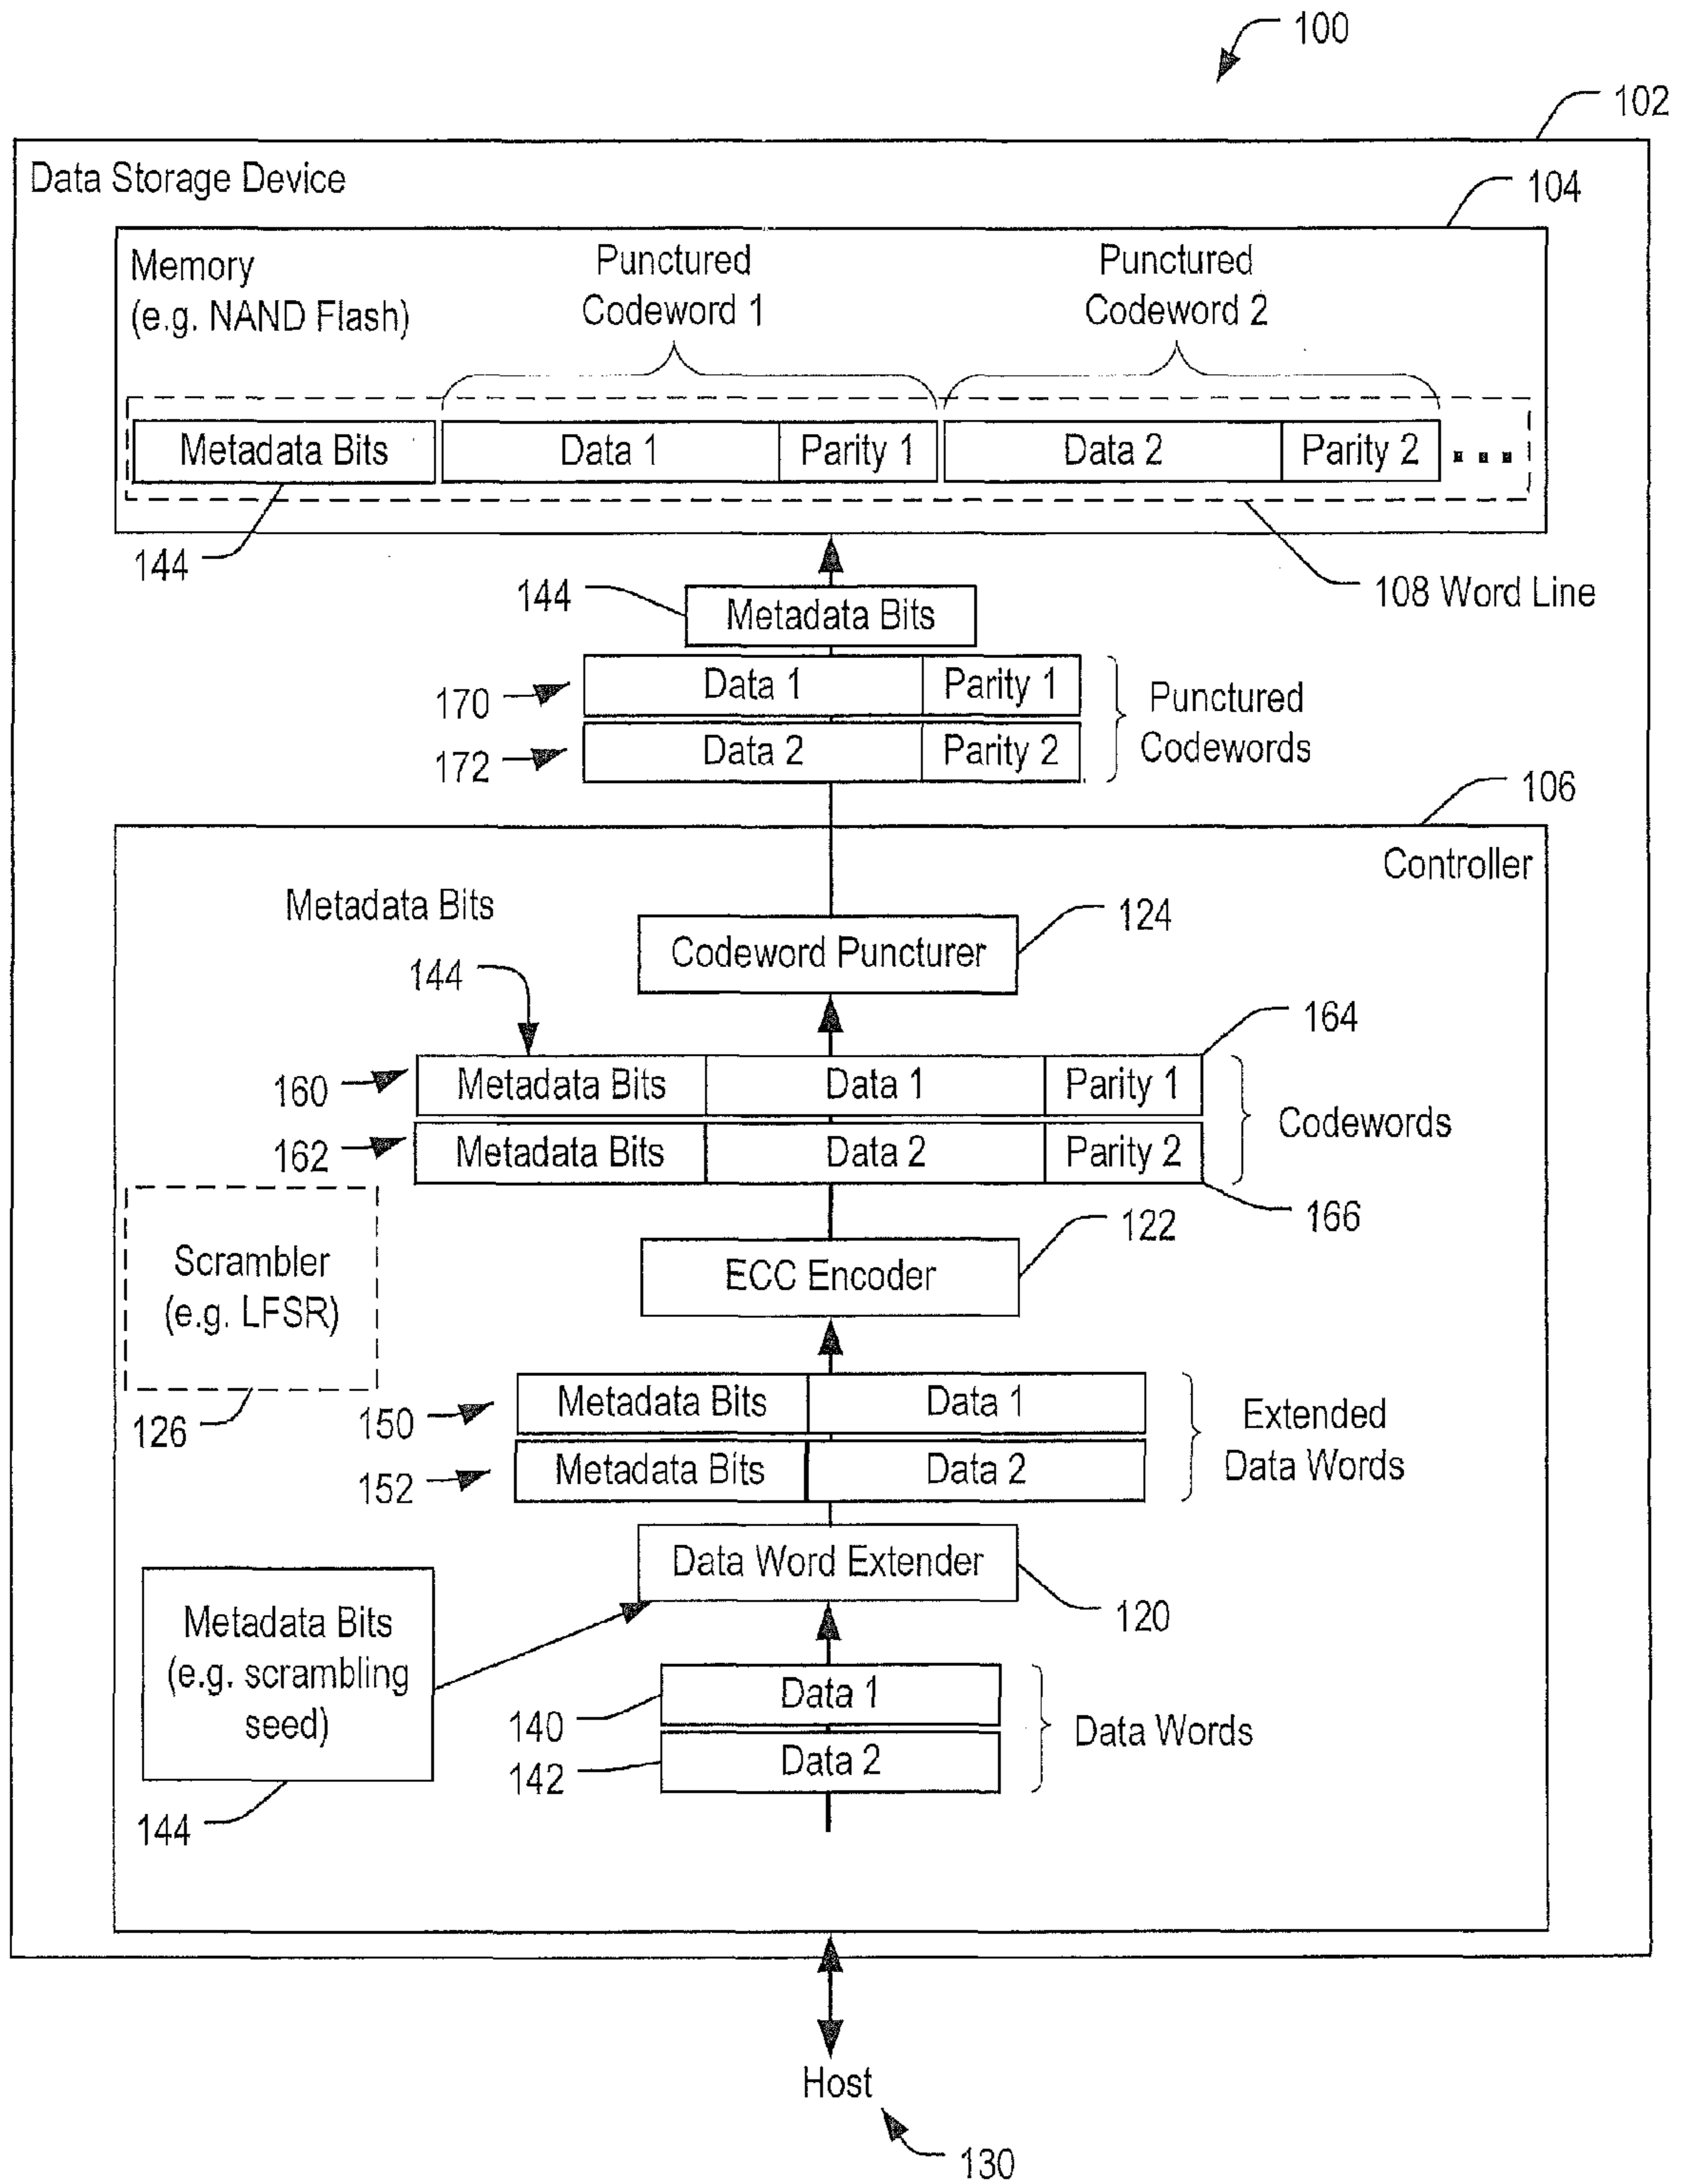 100
102
Data Storage Device
104
Memory
(e.g. NAND Flash)
Punctured
Codeword 1
Punctured
Codeword 2
Metadata Bits
Data 1
Parity 1
Data 2
Parity 2
...
144
108 Word Line
144
Metadata Bits
170
Data 1
Parity 1
172
Data 2
Parity 2
Punctured
Codewords
106
Controller
Metadata Bits
144
Codeword Puncturer
124
164
160
Metadata Bits
Data 1
Parity 1
162
Metadata Bits
Data 2
Parity 2
Codewords
166
Scrambler
(e.g. LFSR)
126
ECC Encoder
122
150
Metadata Bits
Data 1
152
Metadata Bits
Data 2
Extended
Data Words
Data Word Extender
120
Metadata Bits
(e.g. scrambling
seed)
144
140
Data 1
142
Data 2
Data Words
Host
130